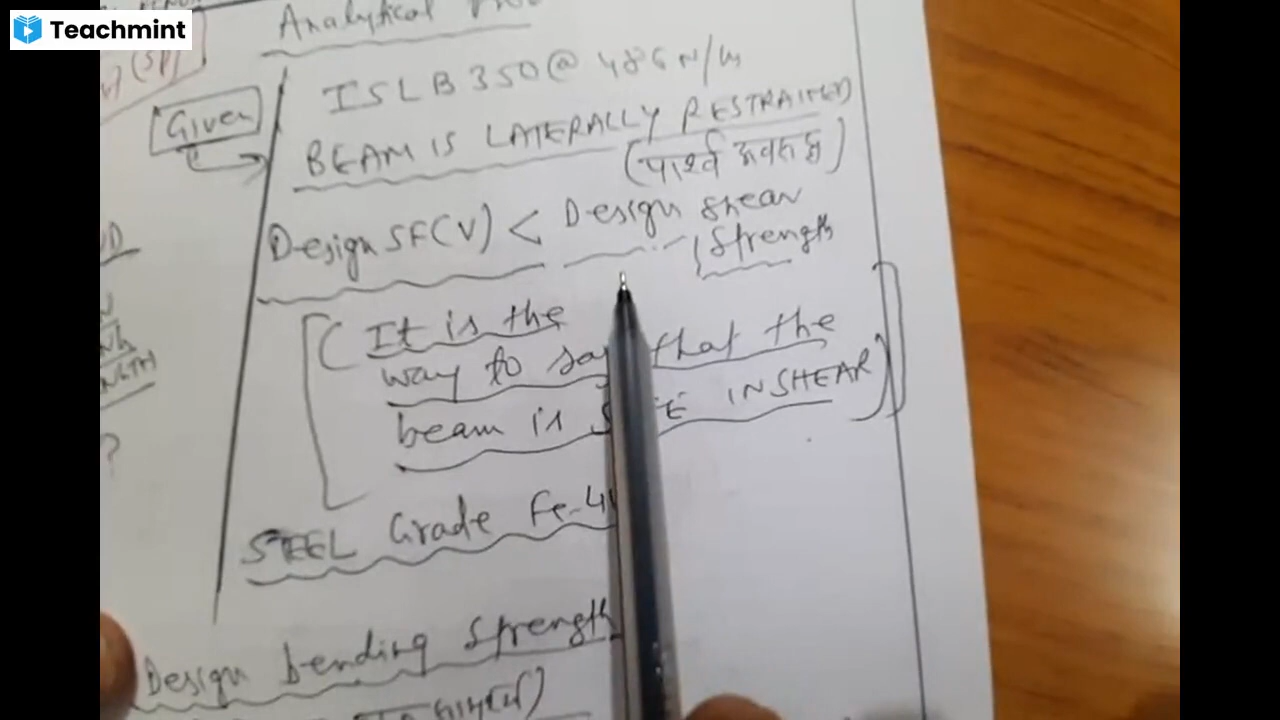 Teachmint
Analytical
Given
ISLB 350 @ 486 N/m
BEAM IS LATERALLY RESTRAINED
(पार्श्व अवरुद्ध)
Design SF(V) < Design shear
strength
(It is the
way to say that the
beam is SAFE IN SHEAR)
STEEL Grade Fe-41
Design bending strength